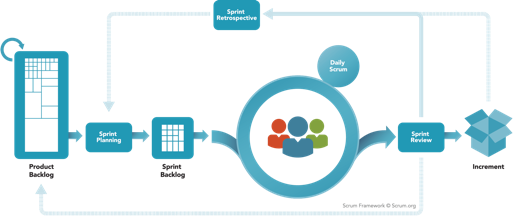 Sprint
Retrospective
Daily
Scrum
Sprint
Planning
Sprint
Review
Product
Backlog
Sprint
Backlog
Increment
Scrum Framework © Scrum.org